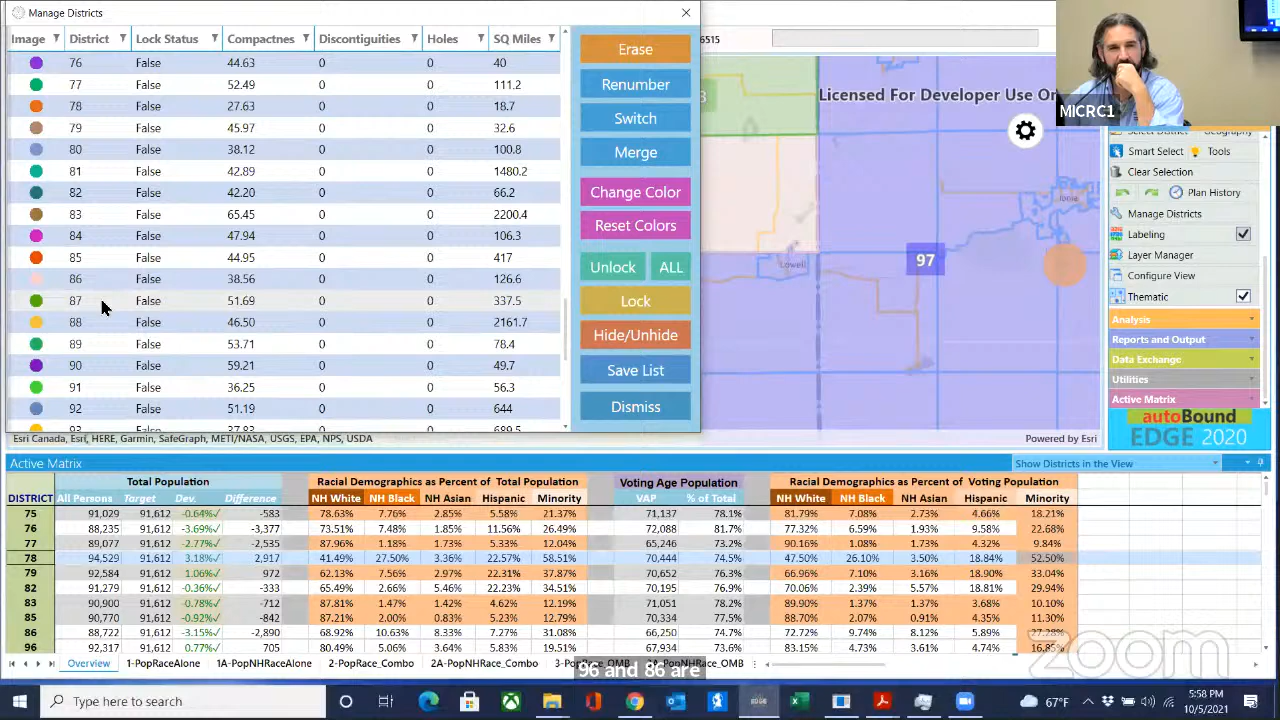 Manage Districts
Image District Lock Status Compactnes Discontiguities Holes SQ Miles
76 False 44.63 0 0 40
77 False 52.49 0 0 111.2
78 False 27.63 0 0 18.7
79 False 45.97 0 0 32.6
80 False 38.12 0 0 100.8
81 False 42.89 0 0 1480.2
82 False 42.20 0 0 66.2
83 False 65.45 0 0 2200.4
84 False 47.94 0 0 106.3
85 False 44.95 0 0 417
86 False 38.56 0 0 126.6
87 False 51.69 0 0 337.5
88 False 46.50 0 0 2161.7
89 False 53.71 0 0 78.4
90 False 59.21 0 0 49.7
91 False 36.25 0 0 56.3
92 False 51.19 0 0 644
93 False 37.83 0 0 689.5
Erase
Renumber
Switch
Merge
Change Color
Reset Colors
Unlock ALL
Lock
Hide/Unhide
Save List
Dismiss
6515
Licensed For Developer Use On
Lowell
Ionia
97
MICRC1
Select District Geography
Smart Select Tools
Clear Selection
Plan History
Manage Districts
Labeling
Layer Manager
Configure View
Thematic
Analysis
Reports and Output
Data Exchange
Utilities
Active Matrix
autoBound
EDGE 2020
Esri Canada, Esri, HERE, Garmin, SafeGraph, METI/NASA, USGS, EPA, NPS, USDA
Powered by Esri
Active Matrix
Show Districts in the View
Total Population Racial Demographics as Percent of Total Population Voting Age Population Racial Demographics as Percent of Voting Population
DISTRICT All Persons Target Dev. Difference NH White NH Black NH Asian Hispanic Minority VAP % of Total NH White NH Black NH Asian Hispanic Minority
75 91,029 91,612 -0.64%✓ -583 78.63% 7.76% 2.85% 5.58% 21.37% 71,137 78.1% 81.79% 7.08% 2.73% 4.66% 18.21%
76 88,235 91,612 -3.69%✓ -3,377 73.51% 7.48% 1.85% 11.56% 26.49% 72,088 81.7% 77.32% 6.59% 1.93% 9.58% 22.68%
77 89,077 91,612 -2.77%✓ -2,535 87.96% 1.18% 1.73% 5.33% 12.04% 65,246 73.2% 90.16% 1.08% 1.73% 4.32% 9.84%
78 94,529 91,612 3.18%✓ 2,917 41.49% 27.50% 3.36% 22.57% 58.51% 70,444 74.5% 47.50% 26.10% 3.50% 18.84% 52.50%
79 92,584 91,612 1.06%✓ 972 62.13% 7.56% 2.97% 22.31% 37.87% 70,652 76.3% 66.96% 7.10% 3.16% 18.90% 33.04%
82 91,279 91,612 -0.36%✓ -333 65.49% 2.66% 5.46% 22.23% 34.51% 70,195 76.9% 70.06% 2.39% 5.57% 18.81% 29.94%
83 90,900 91,612 -0.78%✓ -712 87.81% 1.47% 1.42% 4.62% 12.19% 71,051 78.2% 89.90% 1.37% 1.37% 3.68% 10.10%
85 90,770 91,612 -0.92%✓ -842 87.21% 2.00% 0.83% 5.23% 12.79% 70,334 77.5% 88.70% 2.07% 0.91% 4.35% 11.30%
86 88,722 91,612 -3.15%✓ -2,890 68.92% 10.63% 8.33% 7.27% 31.08% 66,250 74.7% 72.72% 9.74% 8.12% 5.89% 27.28%
96 92,317 91,612 0.77%✓ 705 80.49% 5.06% 3.64% 5.83% 19.51% 67,934 73.6% 83.15% 4.73% 3.61% 4.74% 16.85%
Overview 1-PopRaceAlone 1A-PopNHRaceAlone 2-PopRace_Combo 2A-PopNHRace_Combo
96 and 86 are
zoom
Type here to search
67°F
5:58 PM
10/5/2021